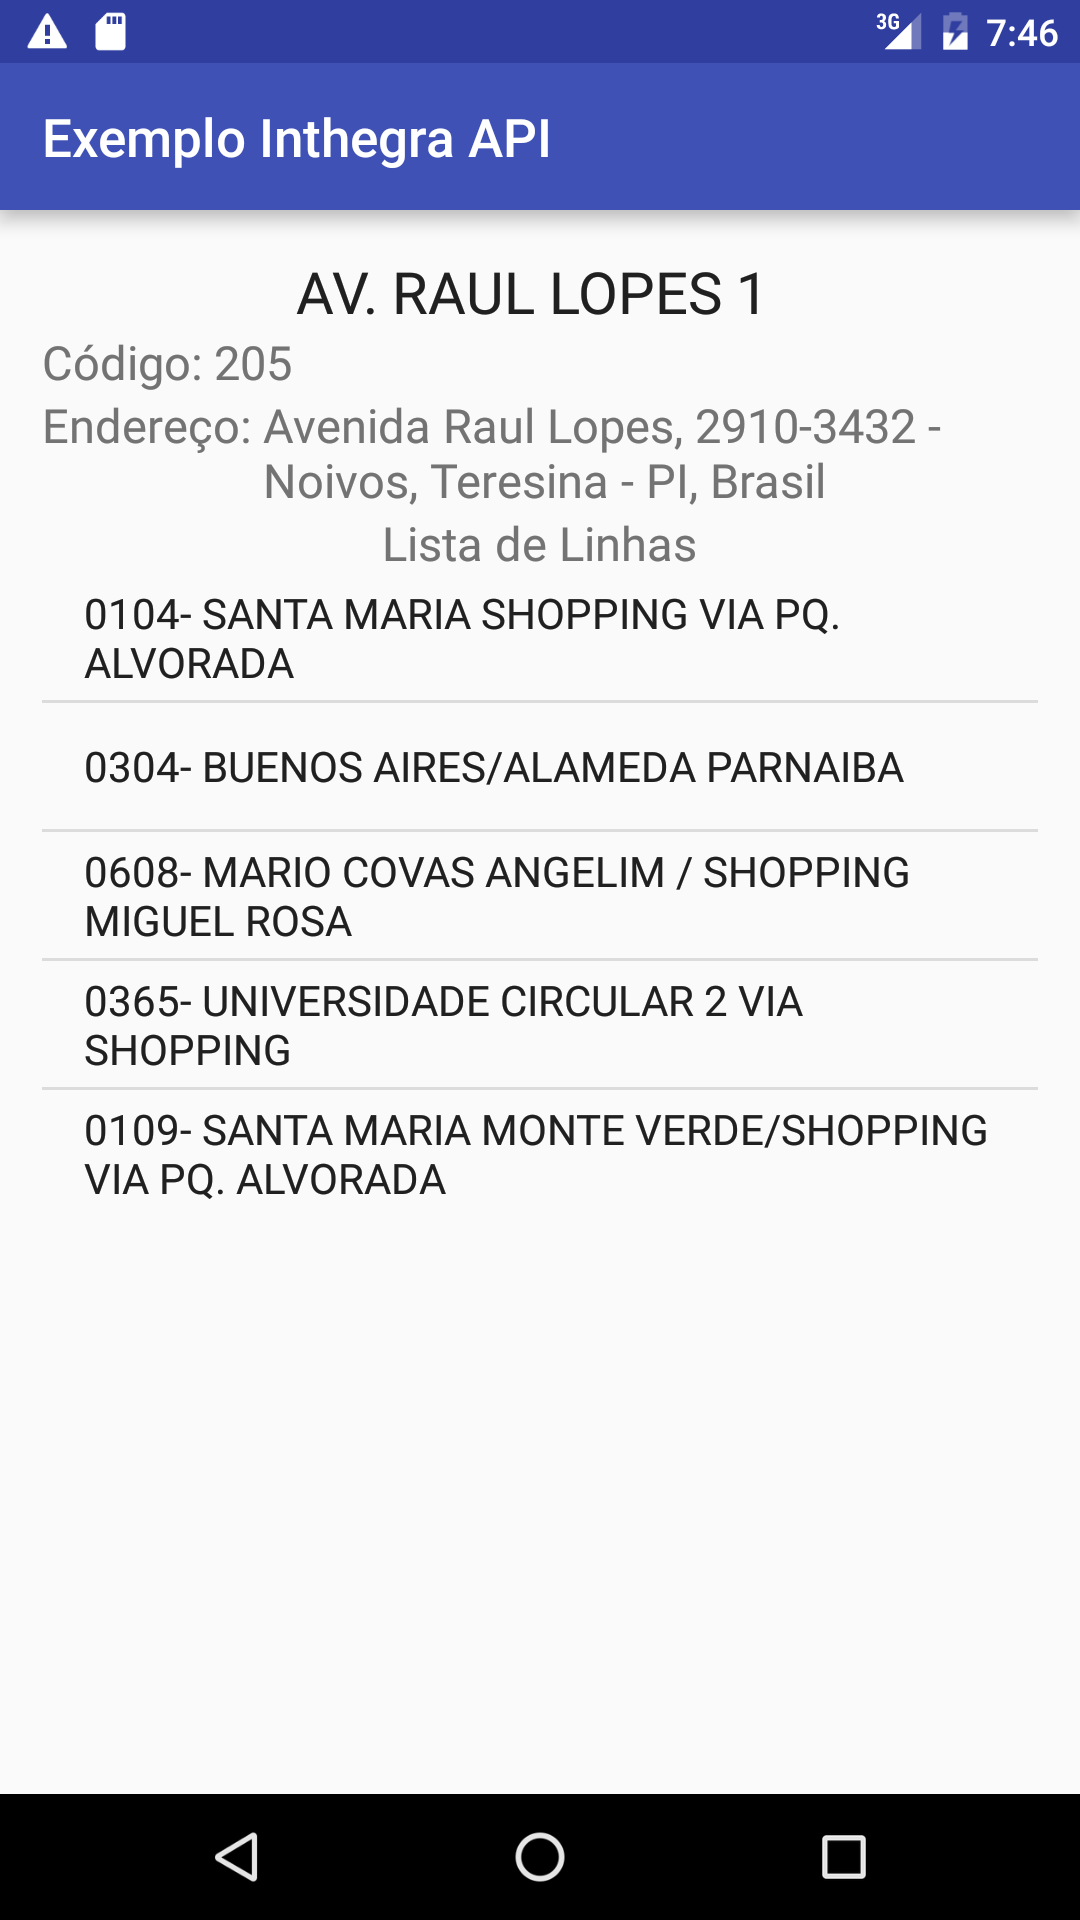 3G 7:46
Exemplo Inthegra API
AV. RAUL LOPES 1
Código: 205
Endereço: Avenida Raul Lopes, 2910-3432 -
Noivos, Teresina - PI, Brasil
Lista de Linhas
0104- SANTA MARIA SHOPPING VIA PQ.
ALVORADA
0304- BUENOS AIRES/ALAMEDA PARNAIBA
0608- MARIO COVAS ANGELIM / SHOPPING
MIGUEL ROSA
0365- UNIVERSIDADE CIRCULAR 2 VIA
SHOPPING
0109- SANTA MARIA MONTE VERDE/SHOPPING
VIA PQ. ALVORADA